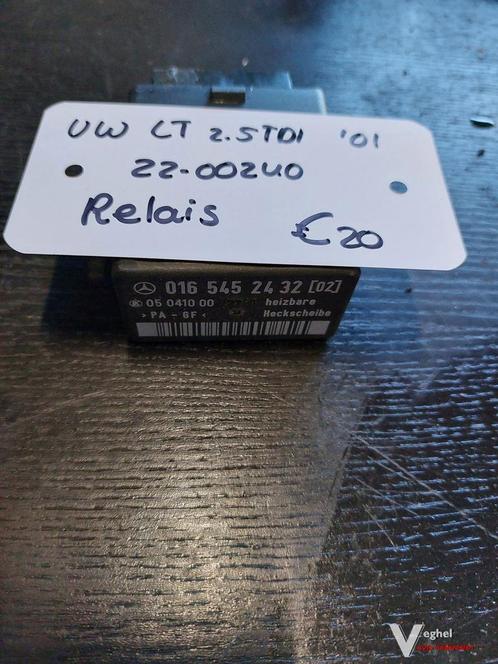 VW LT 2.5TDI '01
22-00240
Relais €20
016 545 24 32 [02]
05 0410 00 heizbare
>PA-GF< Heckscheibe
Veghel